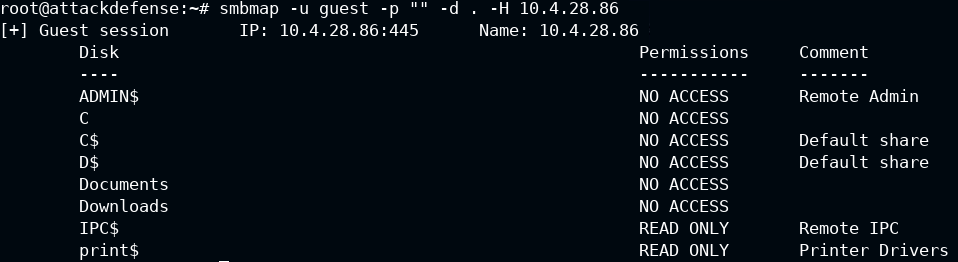 root@attackdefense:~# smbmap -u guest -p "" -d . -H 10.4.28.86
[+] Guest session       IP: 10.4.28.86:445      Name: 10.4.28.86
        Disk                                                    Permissions     Comment
        ----                                                    -----------     -------
        ADMIN$                                                  NO ACCESS       Remote Admin
        C                                                       NO ACCESS
        C$                                                      NO ACCESS       Default share
        D$                                                      NO ACCESS       Default share
        Documents                                               NO ACCESS
        Downloads                                               NO ACCESS
        IPC$                                                    READ ONLY       Remote IPC
        print$                                                  READ ONLY       Printer Drivers